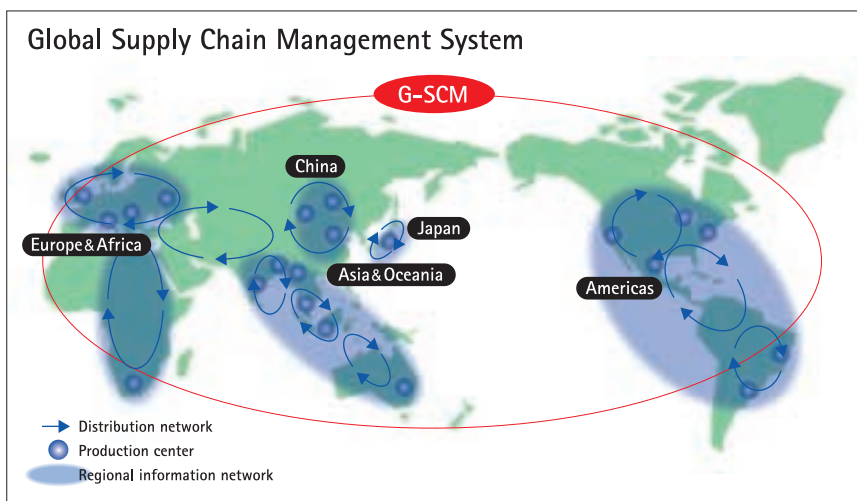 Global Supply Chain Management System
G-SCM
China
Japan
Europe&Africa
Asia&Oceania
Americas
Distribution network
Production center
Regional information network